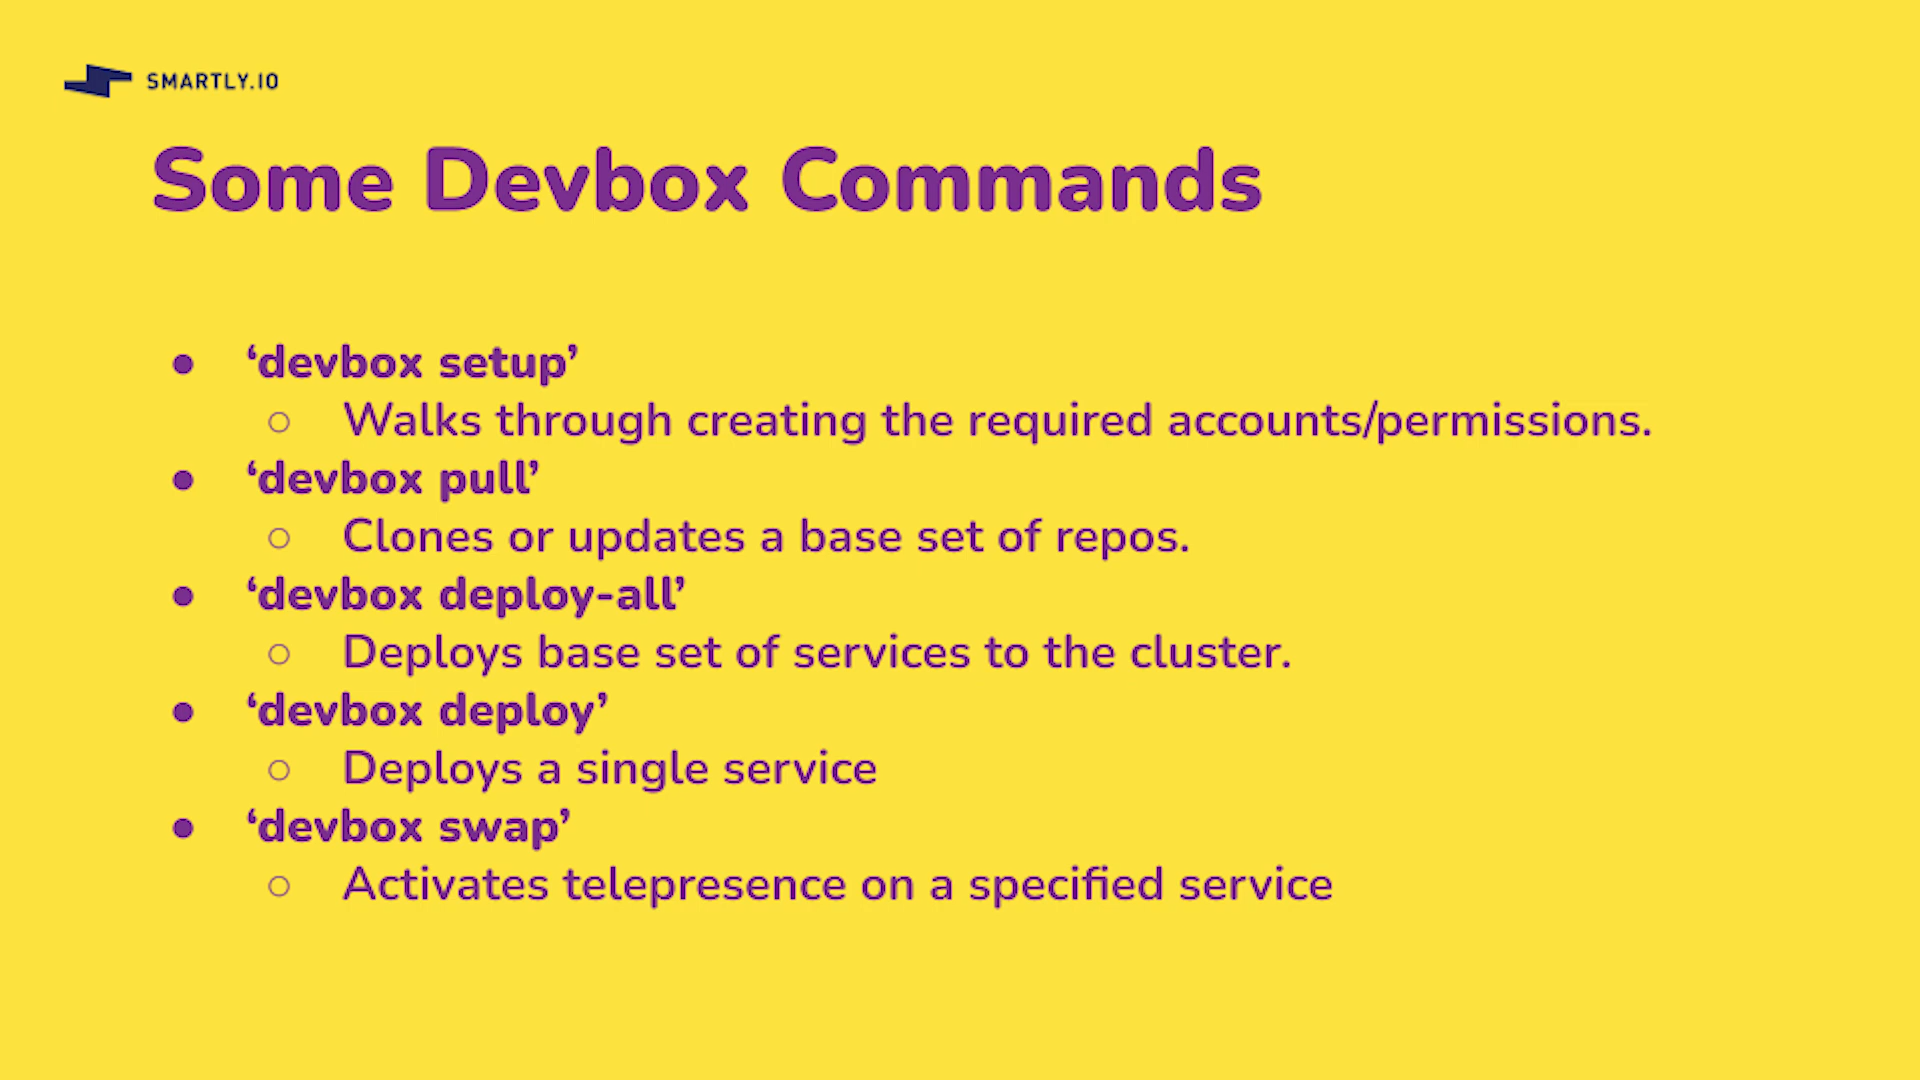 SMARTLY.IO
Some Devbox Commands
● ‘devbox setup’
○ Walks through creating the required accounts/permissions.
● ‘devbox pull’
○ Clones or updates a base set of repos.
● ‘devbox deploy-all’
○ Deploys base set of services to the cluster.
● ‘devbox deploy’
○ Deploys a single service
● ‘devbox swap’
○ Activates telepresence on a specified service